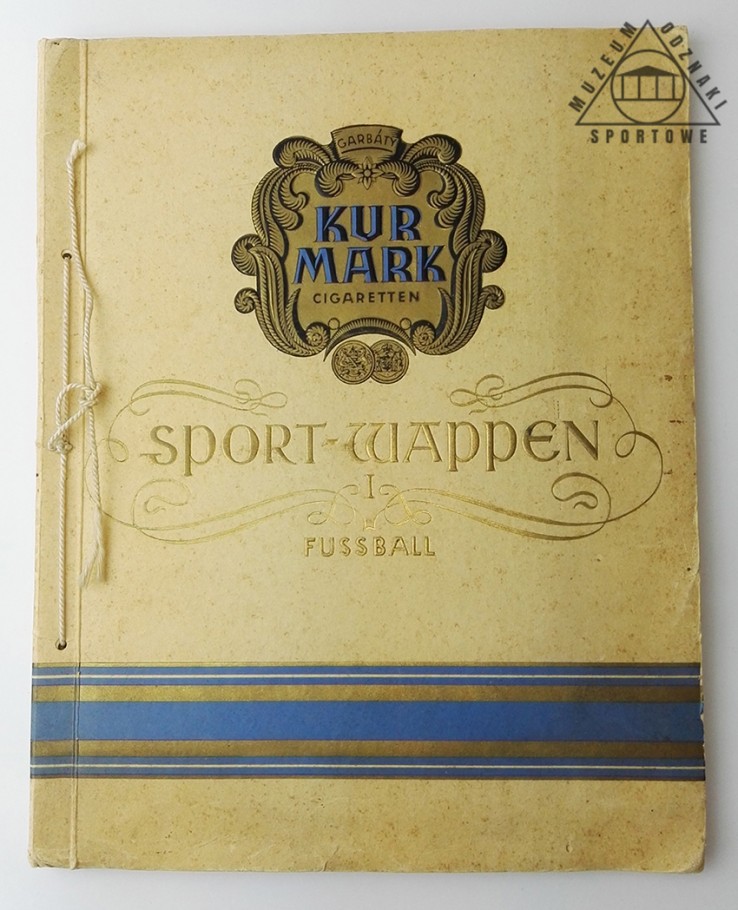 MUZEUM ODZNAKI
SPORTOWE
GARBÁTY
KUR
MARK
CIGARETTEN
SPORT-WAPPEN
I
FUSSBALL